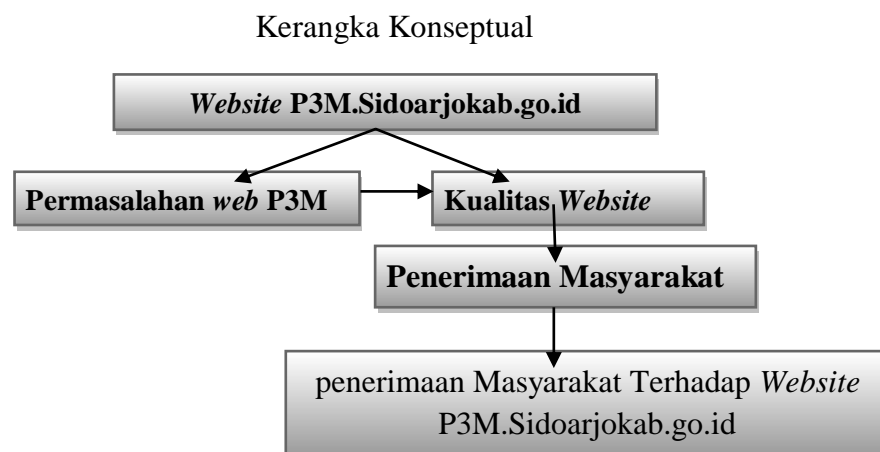 Kerangka Konseptual
Website P3M.Sidoarjokab.go.id
Permasalahan web P3M
Kualitas Website
Penerimaan Masyarakat
penerimaan Masyarakat Terhadap Website
P3M.Sidoarjokab.go.id